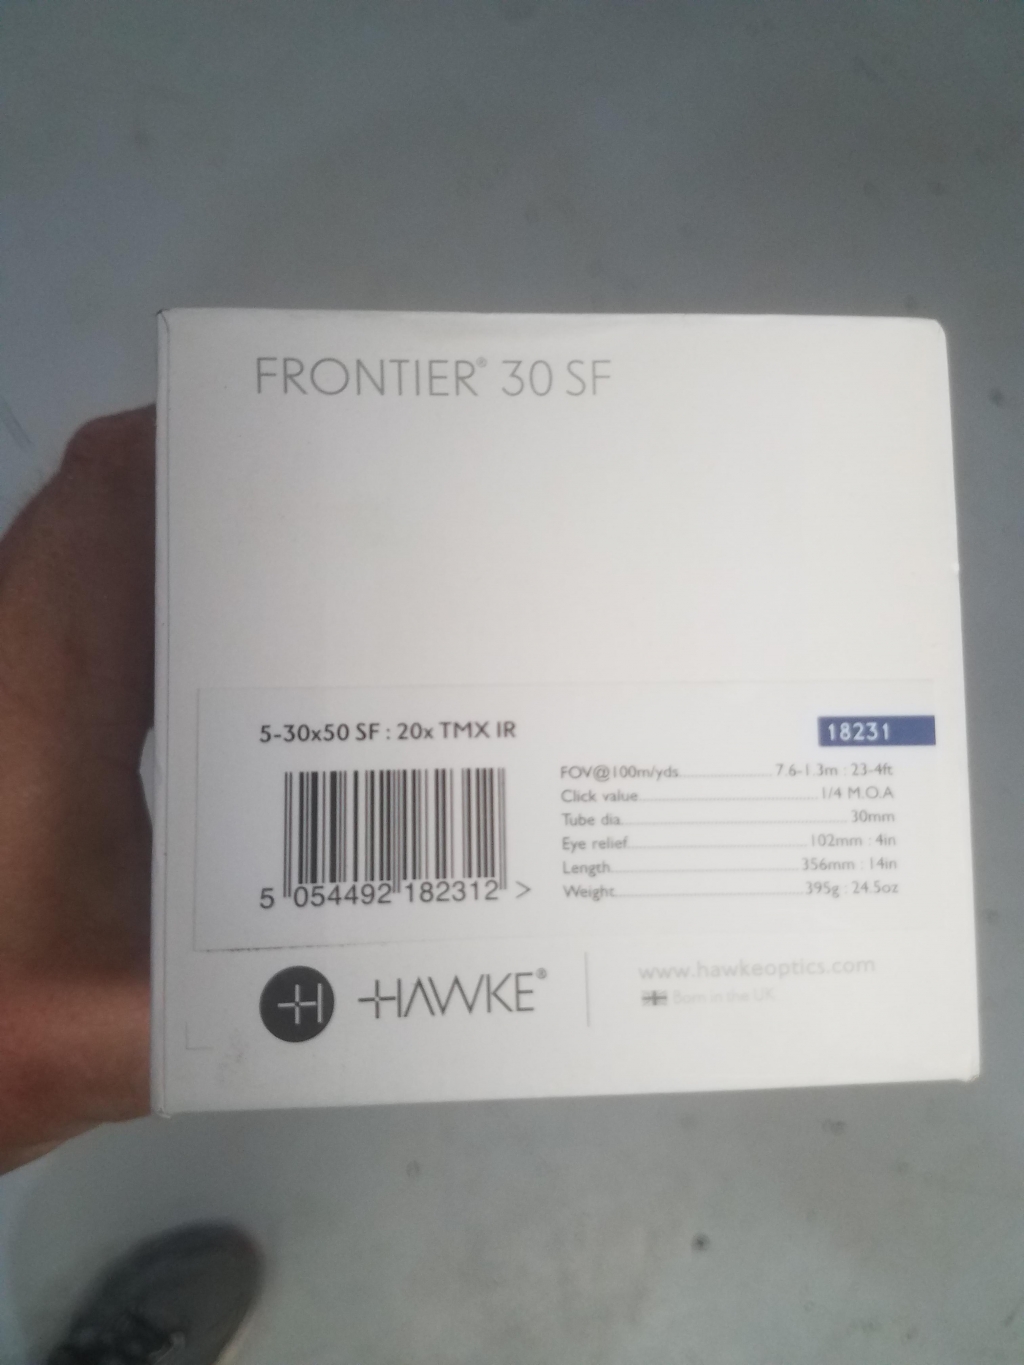 FRONTIER® 30 SF
5-30x50 SF : 20x TMX IR
18231
FOV@100m/yds 7.6-1.3m : 23-4ft
Click value 1/4 M.O.A
Tube dia. 30mm
Eye relief 102mm : 4in
Length 356mm : 14in
Weight 395g : 24.5oz
5 054492 182312 >
H HAWKE®
www.hawkeoptics.com
Born in the UK